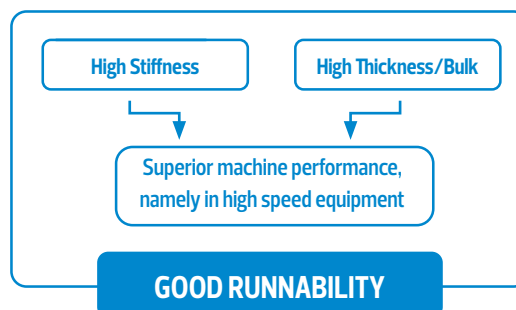 High Stiffness
High Thickness/Bulk
Superior machine performance,
namely in high speed equipment
GOOD RUNNABILITY